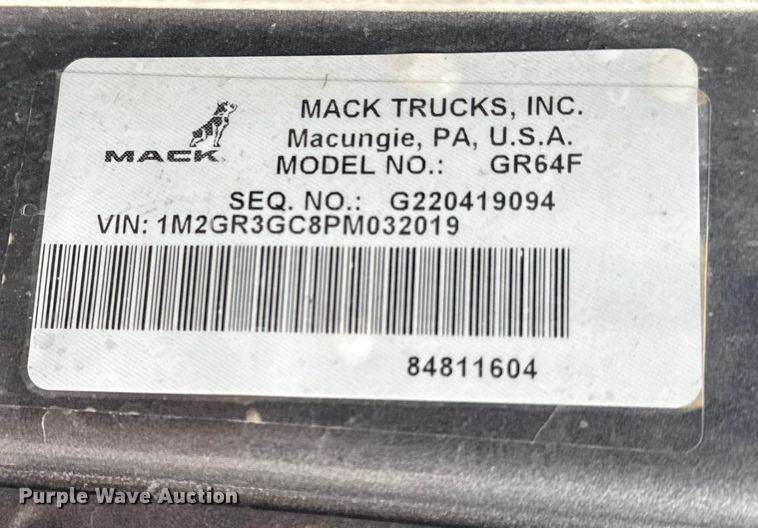 MACK TRUCKS, INC.
MACK
Macungie, PA, U.S.A.
MODEL NO.: GR64F
SEQ. NO.: G220419094
VIN: 1M2GR3GC8PM032019
84811604
Purple Wave Auction